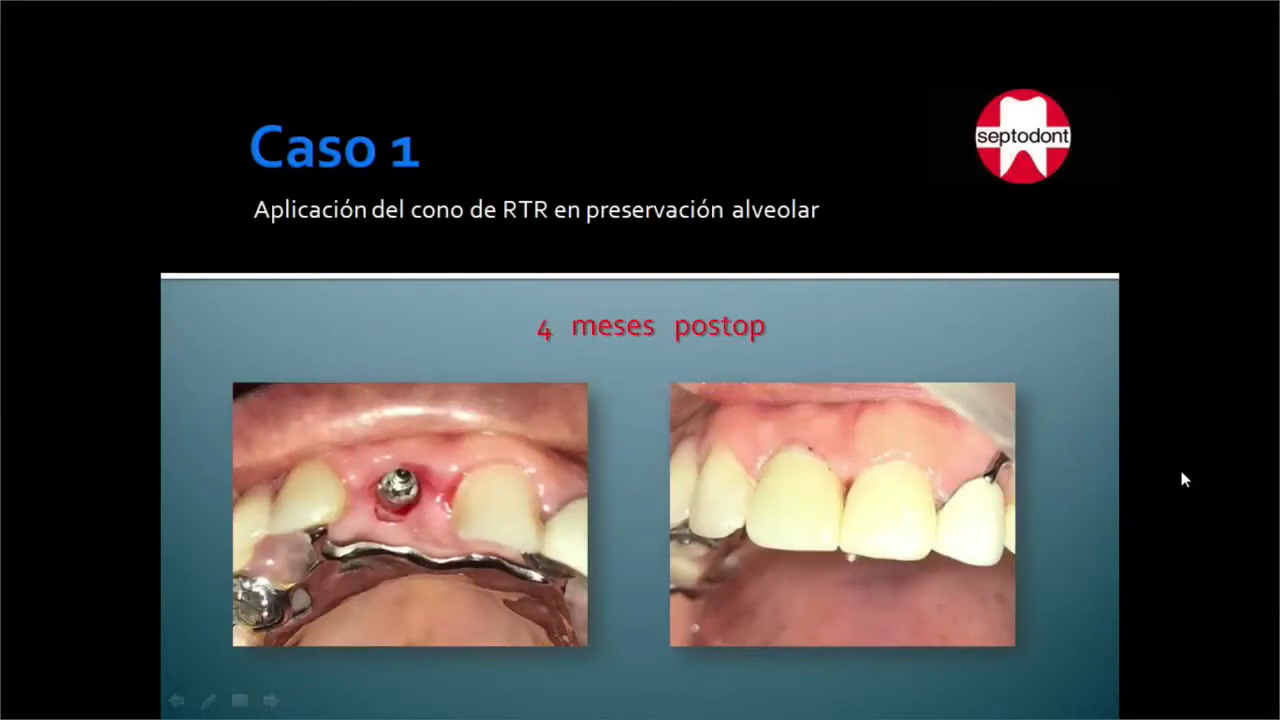 Caso 1
septodont
Aplicación del cono de RTR en preservación alveolar
4 meses postop